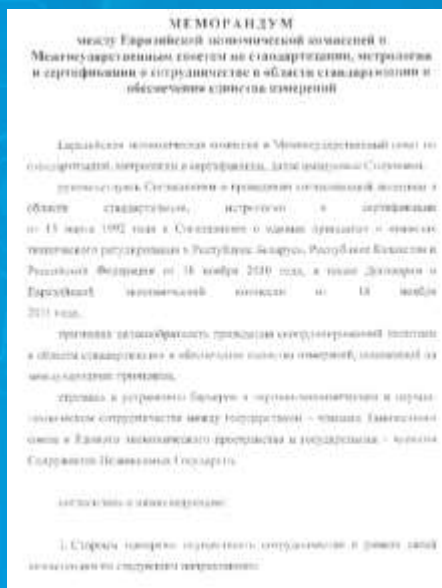 МЕМОРАНДУМ
между Евразийской экономической комиссией и
Межгосударственным советом по стандартизации, метрологии
и сертификации о сотрудничестве в области стандартизации и
обеспечения единства измерений
Евразийская экономическая комиссия и Межгосударственный совет по
стандартизации, метрологии и сертификации, далее именуемые Сторонами,
руководствуясь Соглашением о проведении согласованной политики в
области стандартизации, метрологии и сертификации
от 13 марта 1992 года и Соглашением о единых принципах и правилах
технического регулирования в Республике Беларусь, Республике Казахстан и
Российской Федерации от 18 ноября 2010 года, а также Договором о
Евразийской экономической комиссии от 18 ноября
2011 года,
признавая целесообразность проведения скоординированной политики
в области стандартизации и обеспечения единства измерений, основанной на
международных принципах,
стремясь к устранению барьеров в торгово-экономическом и научно-
техническом сотрудничестве между государствами – членами Таможенного
союза и Единого экономического пространства и государствами –
Содружества Независимых Государств,
согласились о нижеследующем:
1. Стороны намерены осуществлять сотрудничество в рамках своей
по следующим направлениям: